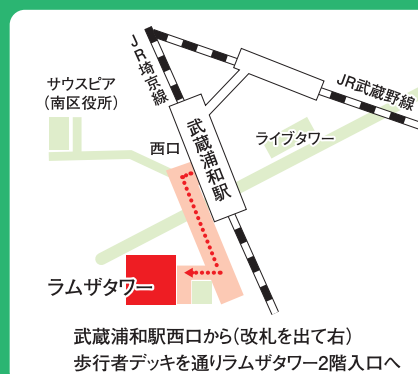 JR埼京線
JR武蔵野線
サウスピア
(南区役所)
武蔵浦和駅
ライブタワー
西口
ラムザタワー
武蔵浦和駅西口から(改札を出て右)
歩行者デッキを通りラムザタワー2階入口へ